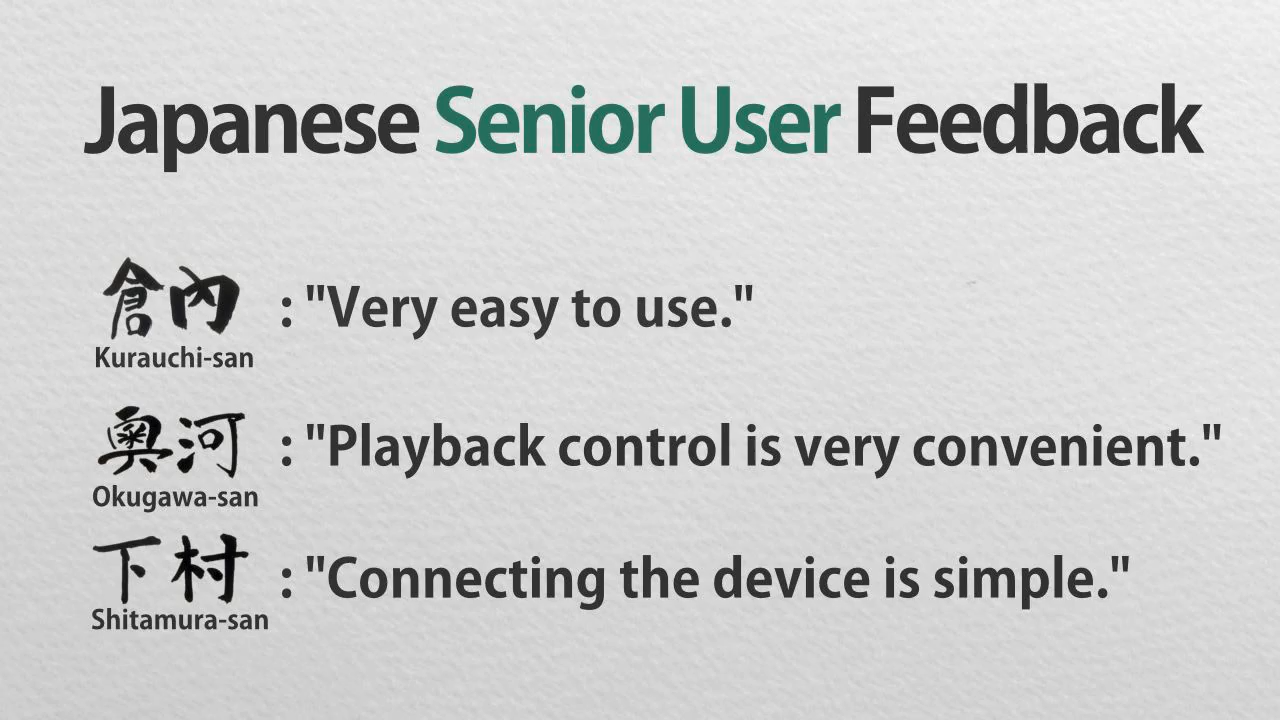 Japanese Senior User Feedback
倉内 : "Very easy to use."
Kurauchi-san
奥河 : "Playback control is very convenient."
Okugawa-san
下村 : "Connecting the device is simple."
Shitamura-san